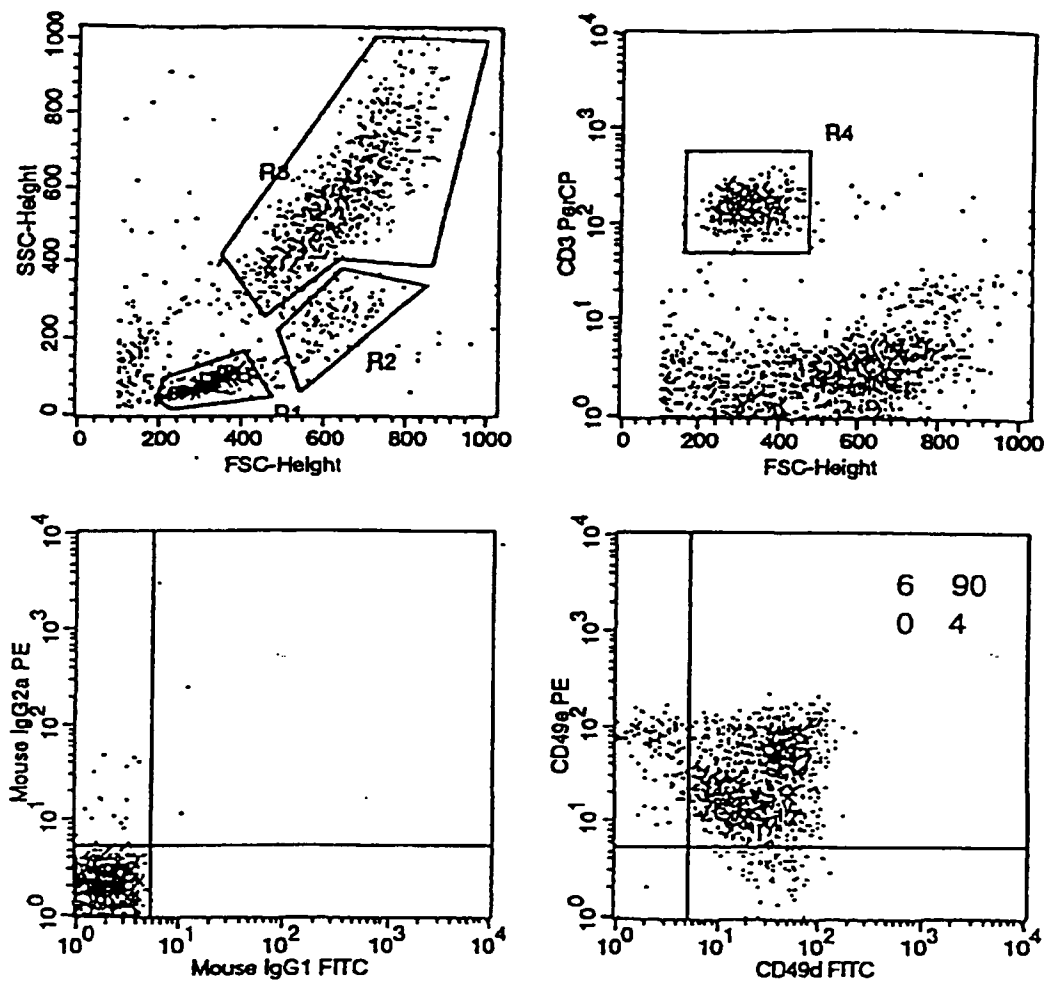 1000
800
600
400
200
0
SSC-Height
R3
R2
R1
0 200 400 600 800 1000
FSC-Height
10^4
10^3
10^2
10^1
10^0
CD3 PerCP
R4
0 200 400 600 800 1000
FSC-Height
10^4
10^3
10^2
10^1
10^0
Mouse IgG2a PE
10^0 10^1 10^2 10^3 10^4
Mouse IgG1 FITC
10^4
10^3
10^2
10^1
10^0
CD49e PE
6 90
0 4
10^0 10^1 10^2 10^3 10^4
CD49d FITC